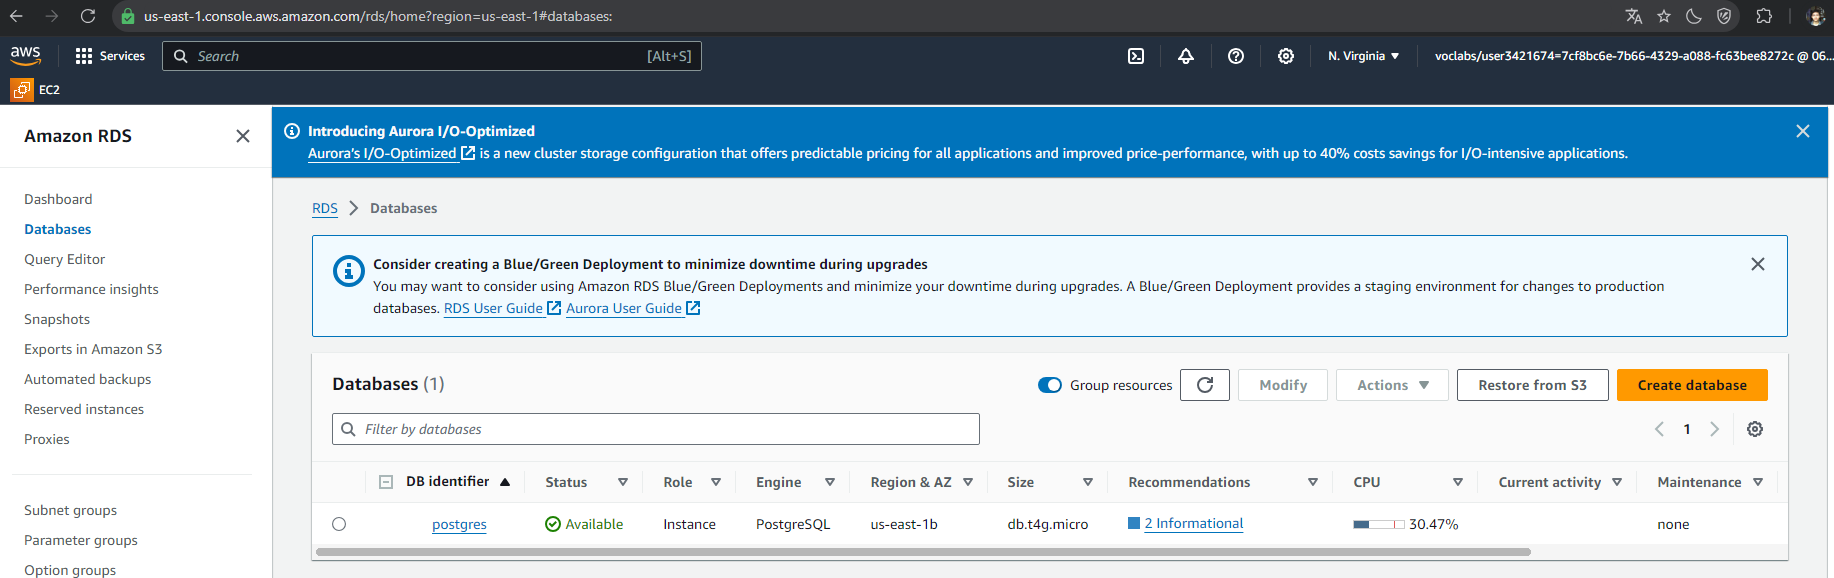 us-east-1.console.aws.amazon.com/rds/home?region=us-east-1#databases:
aws
Services
Search
[Alt+S]
N. Virginia
voclabs/user3421674=7cf8bc6e-7b66-4329-a088-fc63bee8272c @ 06...
EC2
Amazon RDS
Dashboard
Databases
Query Editor
Performance insights
Snapshots
Exports in Amazon S3
Automated backups
Reserved instances
Proxies
Subnet groups
Parameter groups
Option groups
Introducing Aurora I/O-Optimized
Aurora's I/O-Optimized is a new cluster storage configuration that offers predictable pricing for all applications and improved price-performance, with up to 40% costs savings for I/O-intensive applications.
RDS > Databases
Consider creating a Blue/Green Deployment to minimize downtime during upgrades
You may want to consider using Amazon RDS Blue/Green Deployments and minimize your downtime during upgrades. A Blue/Green Deployment provides a staging environment for changes to production
databases. RDS User Guide Aurora User Guide
Databases (1)
Group resources
Modify
Actions
Restore from S3
Create database
Filter by databases
1
DB identifier Status Role Engine Region & AZ Size Recommendations CPU Current activity Maintenance
postgres Available Instance PostgreSQL us-east-1b db.t4g.micro 2 Informational 30.47% none